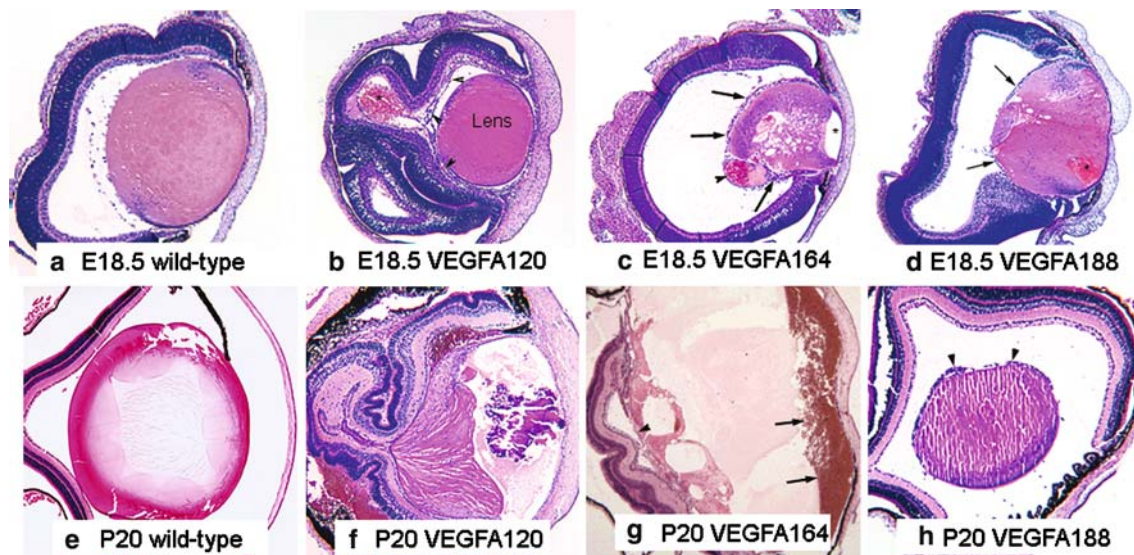 Lens
*
*
*
a E18.5 wild-type
b E18.5 VEGFA120
c E18.5 VEGFA164
d E18.5 VEGFA188
e P20 wild-type
f P20 VEGFA120
g P20 VEGFA164
h P20 VEGFA188